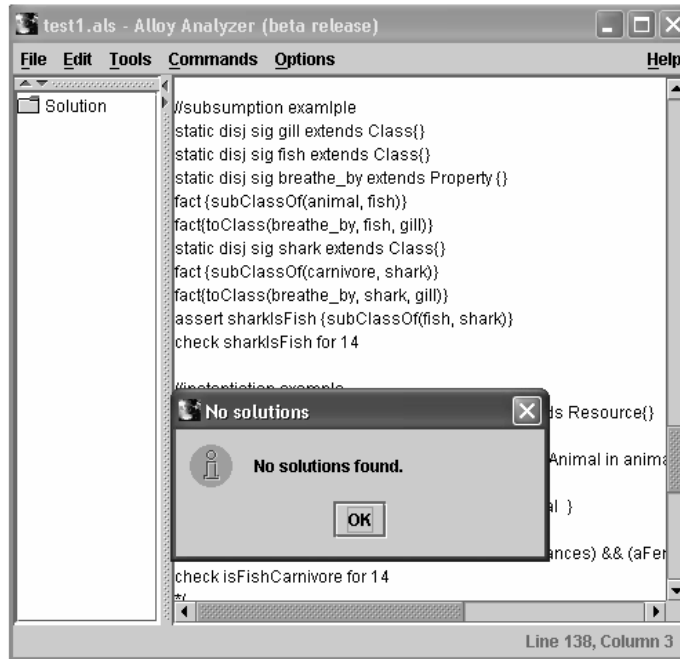 test1.als - Alloy Analyzer (beta release)
File Edit Tools Commands Options Help
Solution
//subsumption examlple
static disj sig gill extends Class{}
static disj sig fish extends Class{}
static disj sig breathe_by extends Property {}
fact {subClassOf(animal, fish)}
fact{toClass(breathe_by, fish, gill)}
static disj sig shark extends Class{}
fact {subClassOf(carnivore, shark)}
fact{toClass(breathe_by, shark, gill)}
assert sharkIsFish {subClassOf(fish, shark)}
check sharkIsFish for 14
//instantiation example
ds Resource{}
Animal in anima
al }
ances) && (aFer
check isFishCarnivore for 14
*/
No solutions
No solutions found.
OK
Line 138, Column 3